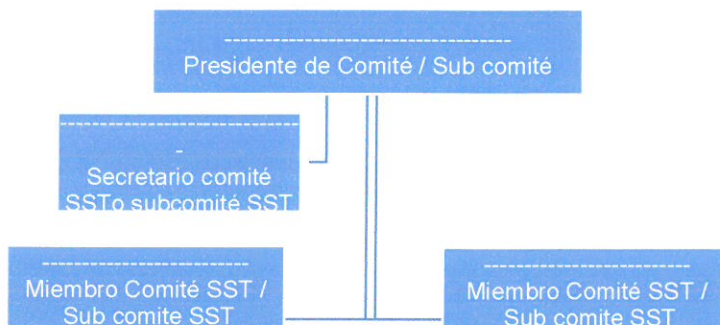 ------------------------------------
Presidente de Comité / Sub comité
------------------------------
-
Secretario comité
SSTo subcomité SST
--------------------------
Miembro Comité SST /
Sub comite SST
--------------------------
Miembro Comité SST /
Sub comite SST